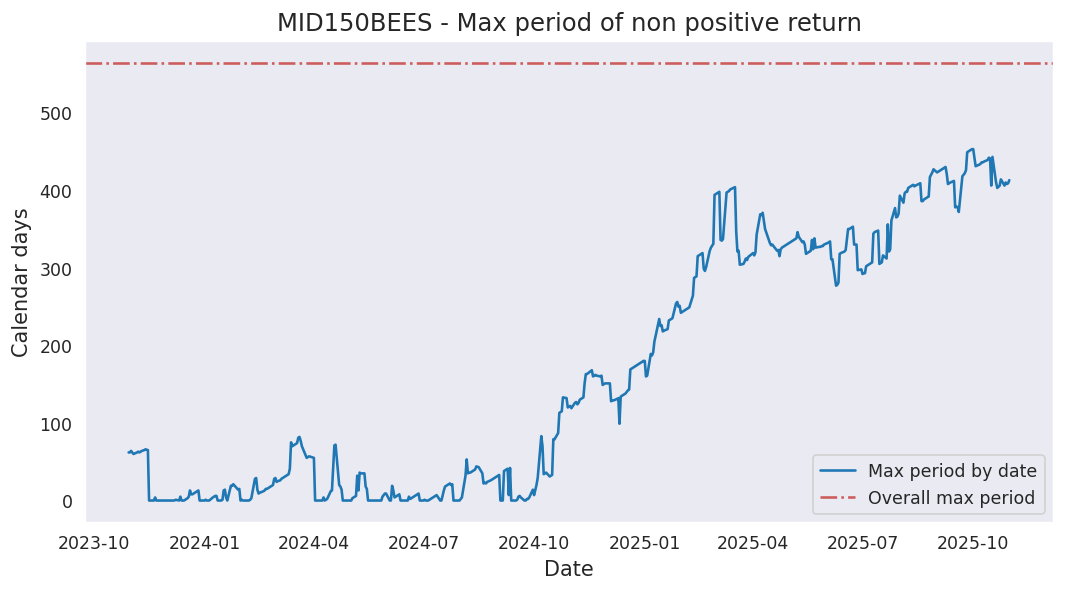 MID150BEES - Max period of non positive return
Calendar days
500
400
300
200
100
0
2023-10 2024-01 2024-04 2024-07 2024-10 2025-01 2025-04 2025-07 2025-10
Date
Max period by date
Overall max period